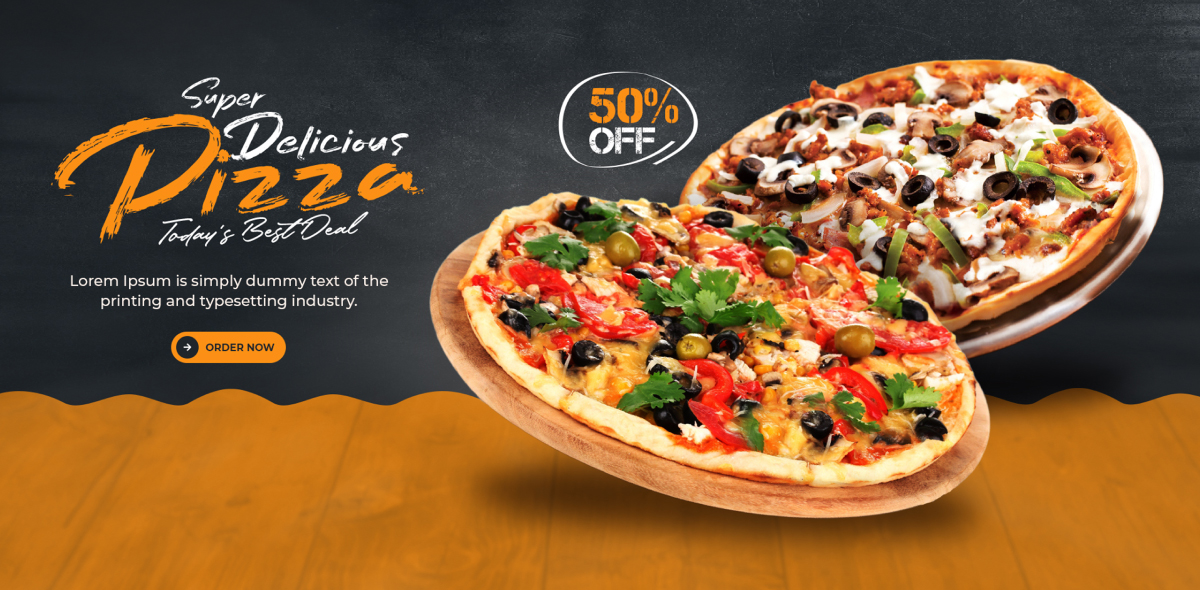 Super
Delicious
Pizza
Today's Best Deal
Lorem Ipsum is simply dummy text of the
printing and typesetting industry.
ORDER NOW
50%
OFF